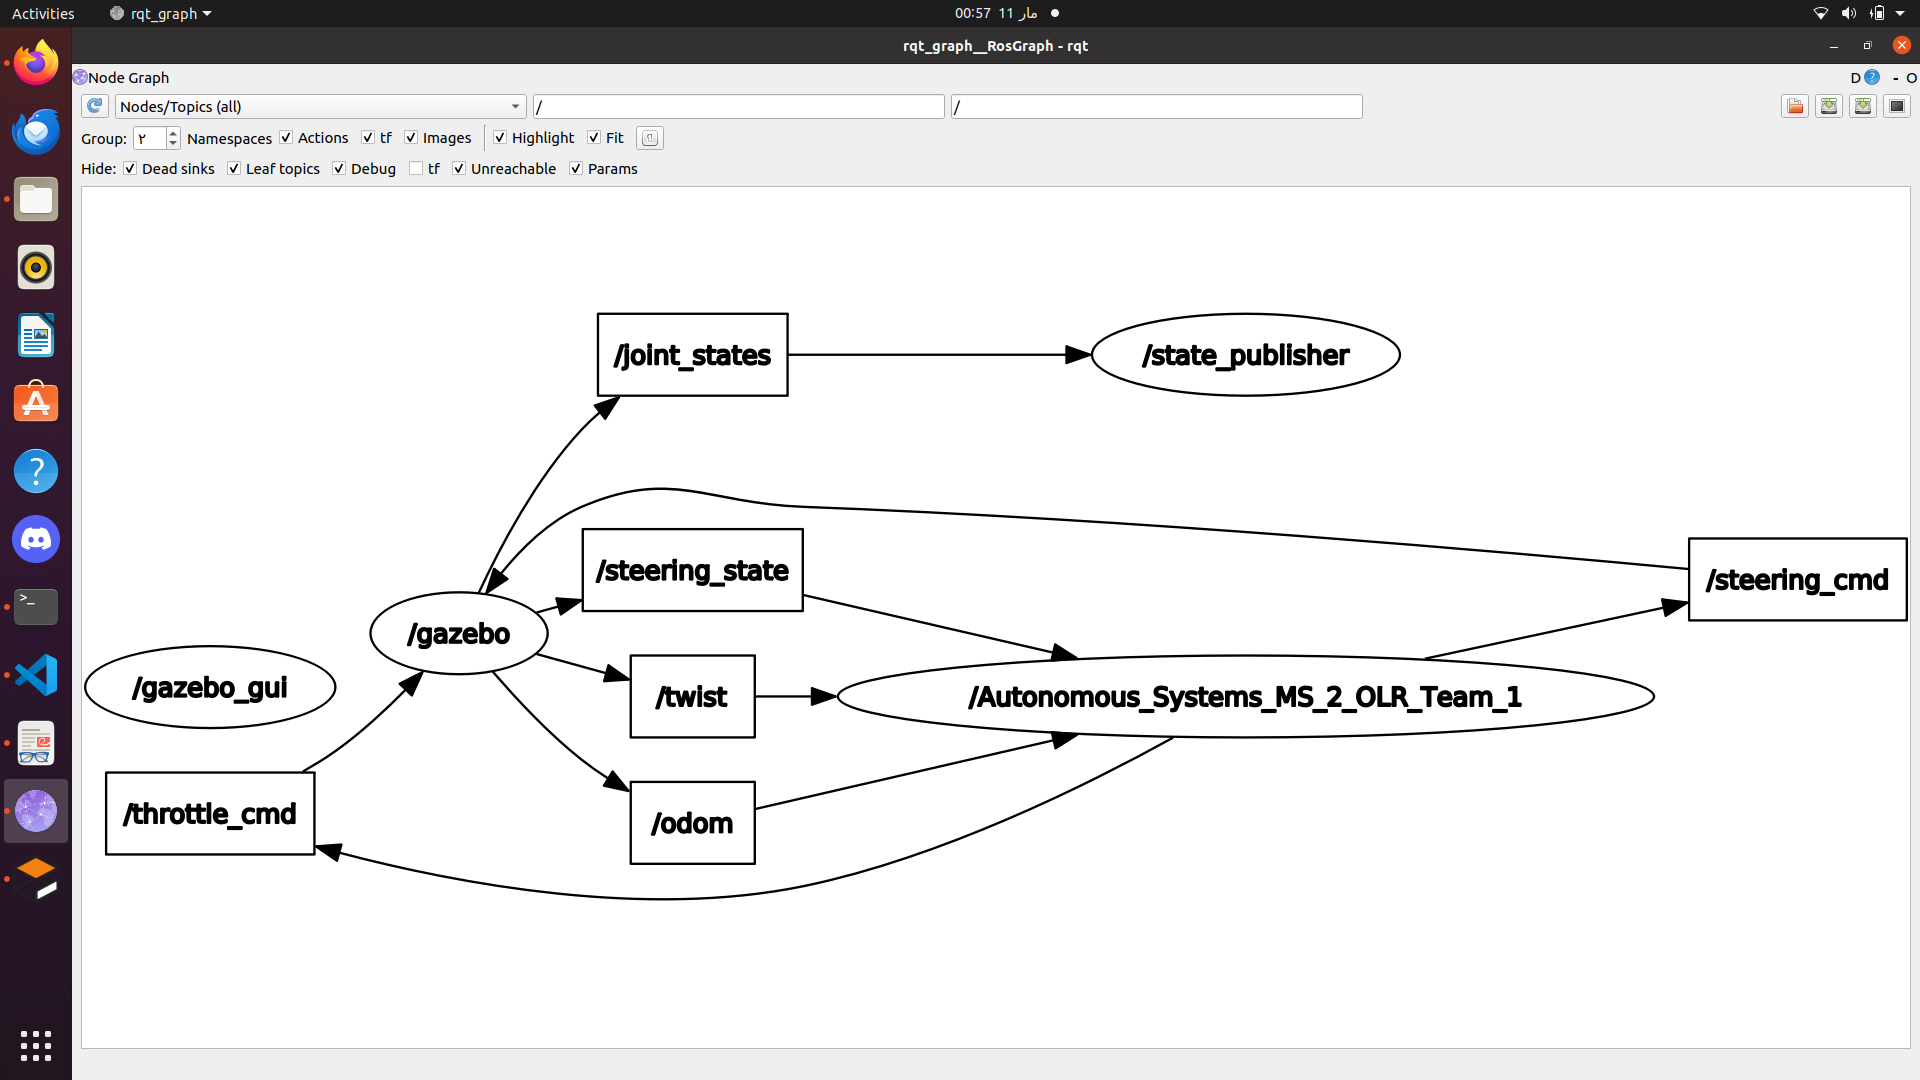 Activities rqt_graph 00:57 11 مار
rqt_graph__RosGraph - rqt
Node Graph D ? - O
Nodes/Topics (all) / /
Group: ٢ Namespaces Actions tf Images Highlight Fit
Hide: Dead sinks Leaf topics Debug tf Unreachable Params
/joint_states /state_publisher
/steering_state /steering_cmd
/gazebo
/gazebo_gui /twist /Autonomous_Systems_MS_2_OLR_Team_1
/throttle_cmd /odom